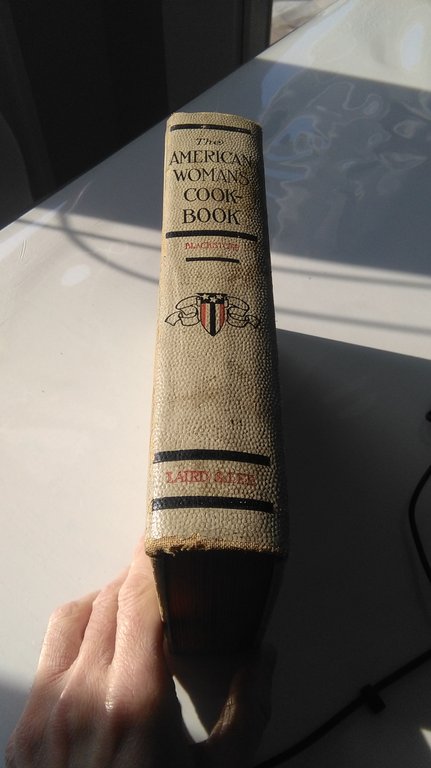 The
AMERICAN
WOMAN'S
COOK-
BOOK
BLACKSTONE
LAIRD & LEE